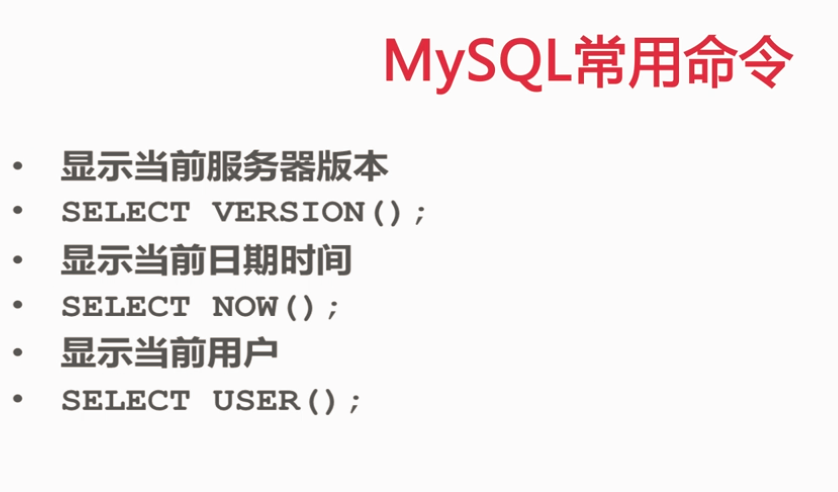 MySQL常用命令
• 显示当前服务器版本
• SELECT VERSION();
• 显示当前日期时间
• SELECT NOW();
• 显示当前用户
• SELECT USER();